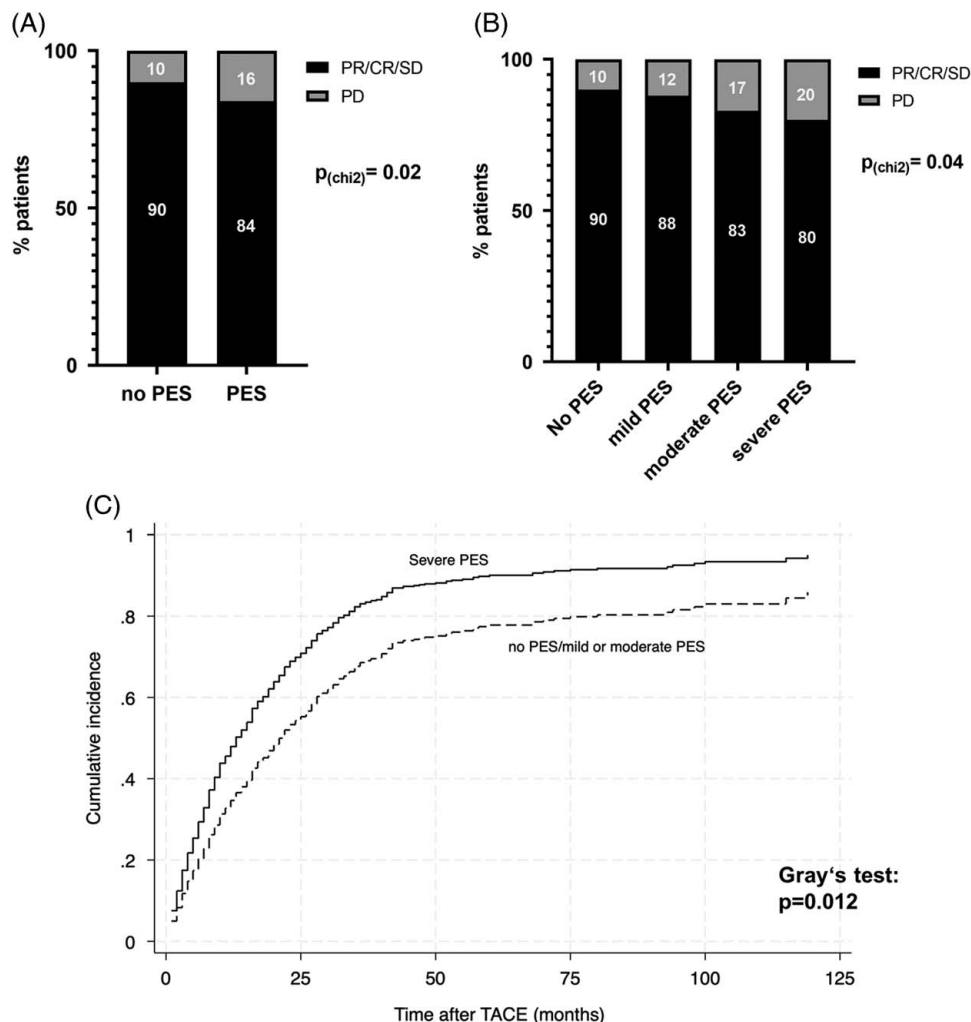 (A)
100
50
0
% patients
10
16
90
84
no PES
PES
PR/CR/SD
PD
p(chi2)= 0.02
(B)
100
50
0
% patients
10
12
17
20
90
88
83
80
No PES
mild PES
moderate PES
severe PES
PR/CR/SD
PD
p(chi2)= 0.04
(C)
1
.8
.6
.4
.2
0
Cumulative incidence
Severe PES
no PES/mild or moderate PES
Gray‘s test:
p=0.012
0 25 50 75 100 125
Time after TACE (months)